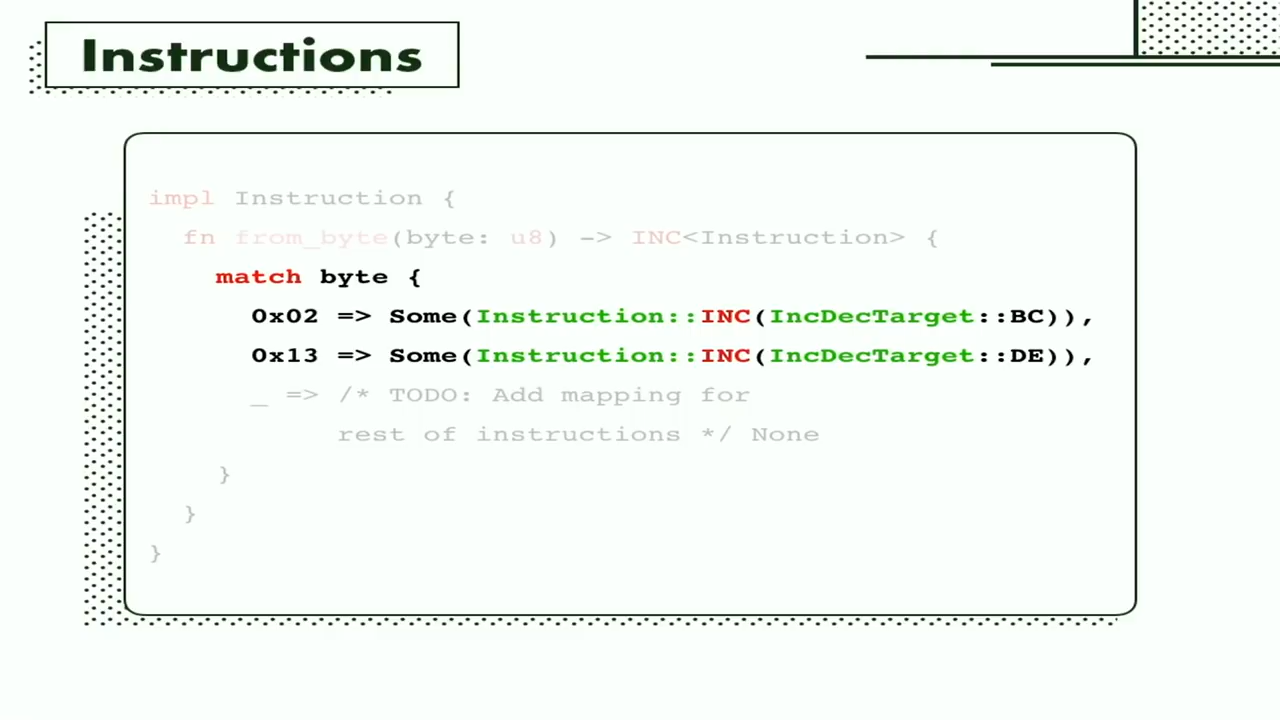 Instructions
impl Instruction {
fn from_byte(byte: u8) -> INC<Instruction> {
match byte {
0x02 => Some(Instruction::INC(IncDecTarget::BC)),
0x13 => Some(Instruction::INC(IncDecTarget::DE)),
_ => /* TODO: Add mapping for
rest of instructions */ None
}
}
}